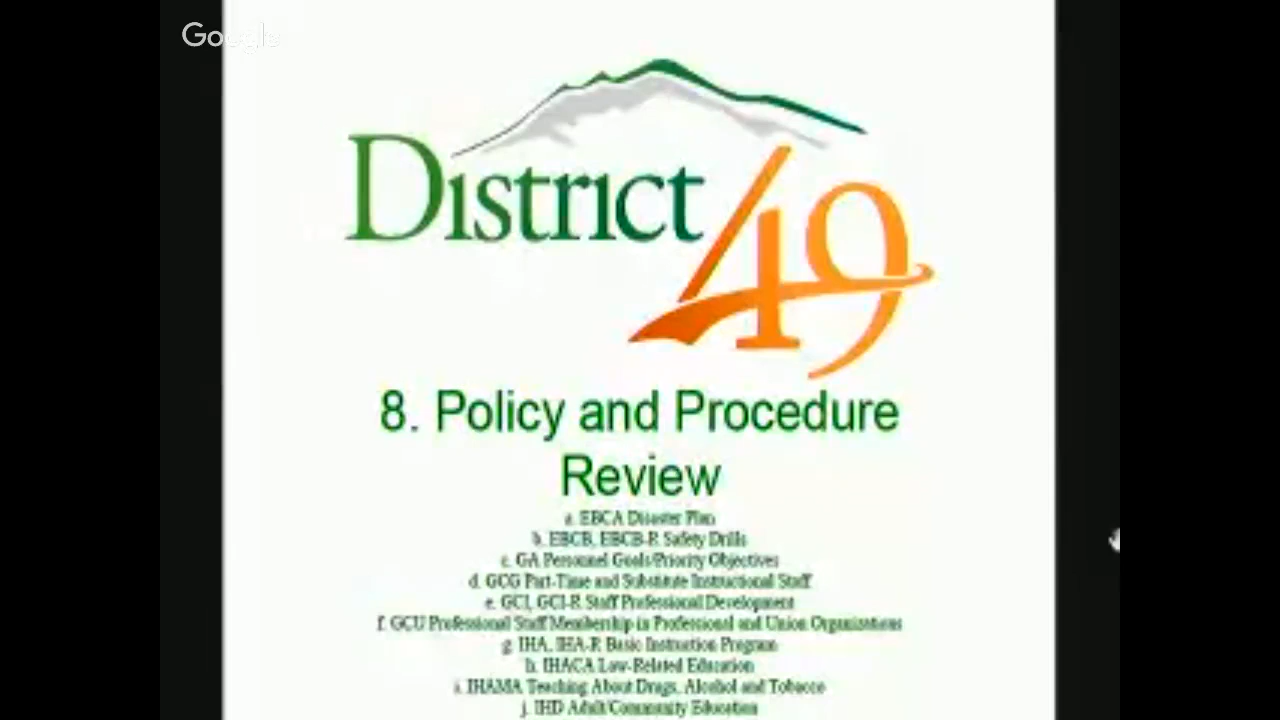 Google
District 49
8. Policy and Procedure
Review
a. EBCA Disaster Plan
b. EBCB, EBCB-R Safety Drills
c. GA Personnel Goals/Priority Objectives
d. GCG Part-Time and Substitute Instructional Staff
e. GCI, GCI-R Staff Professional Development
f. GCU Professional Staff Membership in Professional and Union Organizations
g. IHA, IHA-R Basic Instruction Program
h. IHACA Law-Related Education
i. IHAMA Teaching About Drugs, Alcohol and Tobacco
j. IHD Adult/Community Education